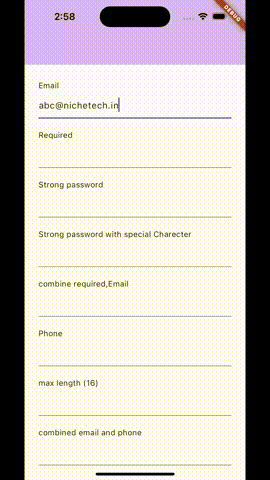 2:58
DEBUG
Email
abc@nichetech.in
Required
Strong password
Strong password with special Charecter
combine required,Email
Phone
max length (16)
combined email and phone